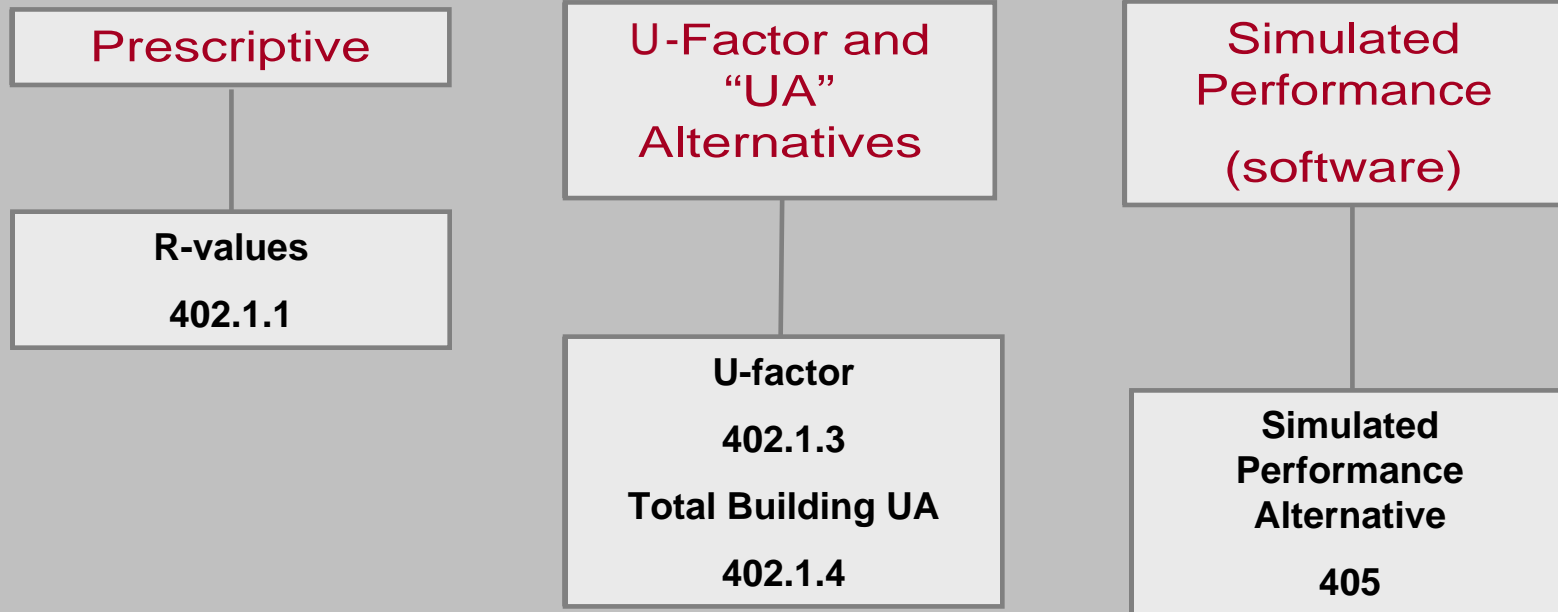 Prescriptive
R-values
402.1.1
U-Factor and
“UA”
Alternatives
U-factor
402.1.3
Total Building UA
402.1.4
Simulated
Performance
(software)
Simulated
Performance
Alternative
405